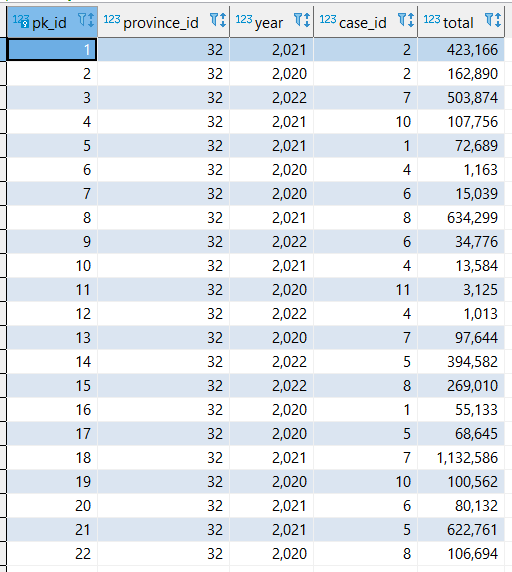 123 pk_id 123 province_id 123 year 123 case_id 123 total
1 32 2,021 2 423,166
2 32 2,020 2 162,890
3 32 2,022 7 503,874
4 32 2,021 10 107,756
5 32 2,021 1 72,689
6 32 2,020 4 1,163
7 32 2,020 6 15,039
8 32 2,021 8 634,299
9 32 2,022 6 34,776
10 32 2,021 4 13,584
11 32 2,020 11 3,125
12 32 2,022 4 1,013
13 32 2,020 7 97,644
14 32 2,022 5 394,582
15 32 2,022 8 269,010
16 32 2,020 1 55,133
17 32 2,020 5 68,645
18 32 2,021 7 1,132,586
19 32 2,020 10 100,562
20 32 2,021 6 80,132
21 32 2,021 5 622,761
22 32 2,020 8 106,694